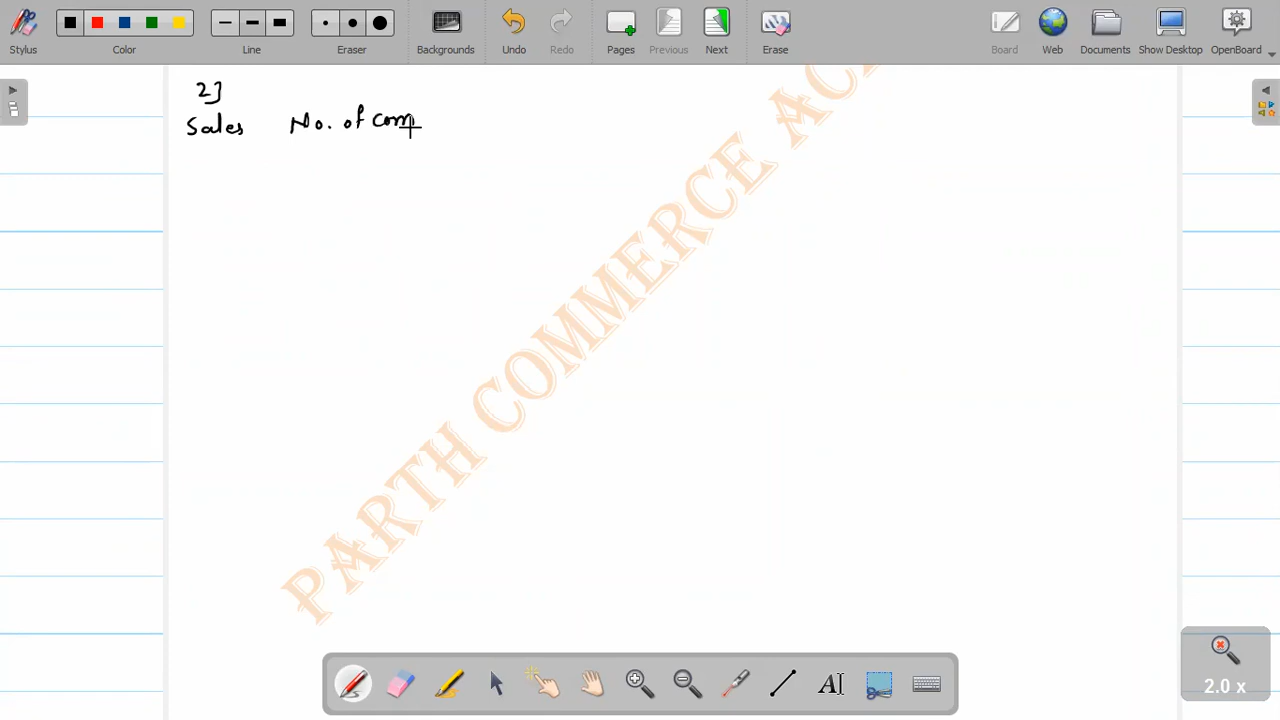 Stylus
Color
Line
Eraser
Backgrounds
Undo
Redo
Pages
Previous
Next
Erase
Board
Web
Documents
Show Desktop
OpenBoard
2]
Sales No. of com
PARTH COMMERCE AC
2.0 x